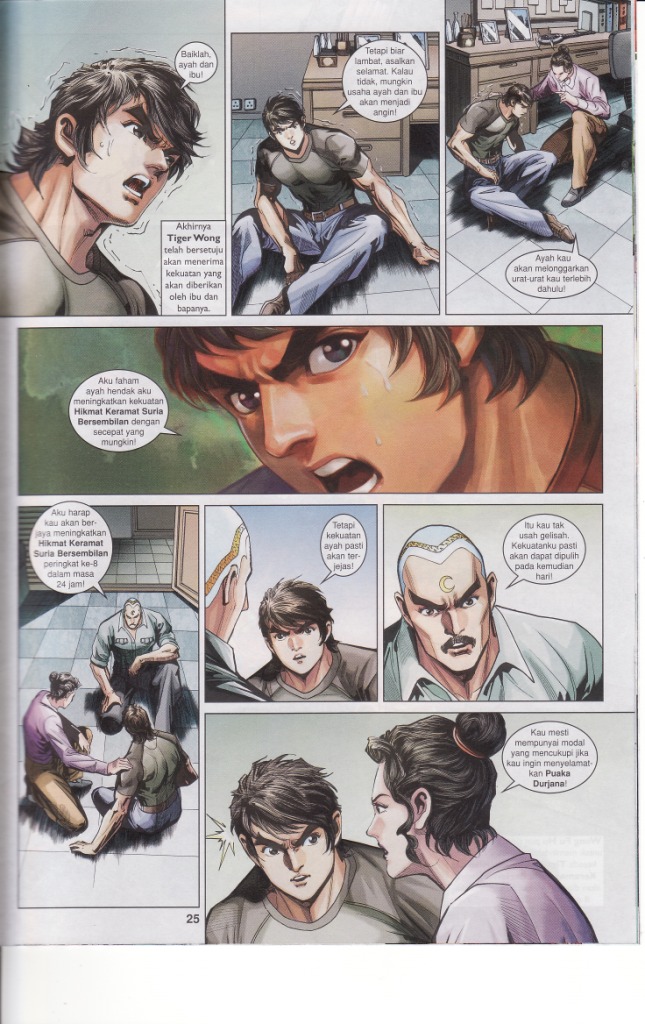 Baiklah,
ayah dan
ibu!
Akhirnya
Tiger Wong
telah bersetuju
akan menerima
kekuatan yang
akan diberikan
oleh ibu dan
bapanya.
Tetapi biar
lambat, asalkan
selamat. Kalau
tidak, mungkin
usaha ayah dan ibu
akan menjadi
angin!
Ayah kau
akan melonggarkan
urat-urat kau terlebih
dahulu!
Aku faham
ayah hendak aku
meningkatkan kekuatan
Hikmat Keramat Suria
Bersembilan dengan
secepat yang
mungkin!
Aku harap
kau akan ber-
jaya meningkatkan
Hikmat Keramat
Suria Bersembilan
peringkat ke-8
dalam masa
24 jam!
Tetapi
kekuatan
ayah pasti
akan ter-
jejas!
Itu kau tak
usah gelisah.
Kekuatanku pasti
akan dapat dipulih
pada kemudian
hari!
Kau mesti
mempunyai modal
yang mencukupi jika
kau ingin menyelamat-
kan Puaka
Durjana!
25